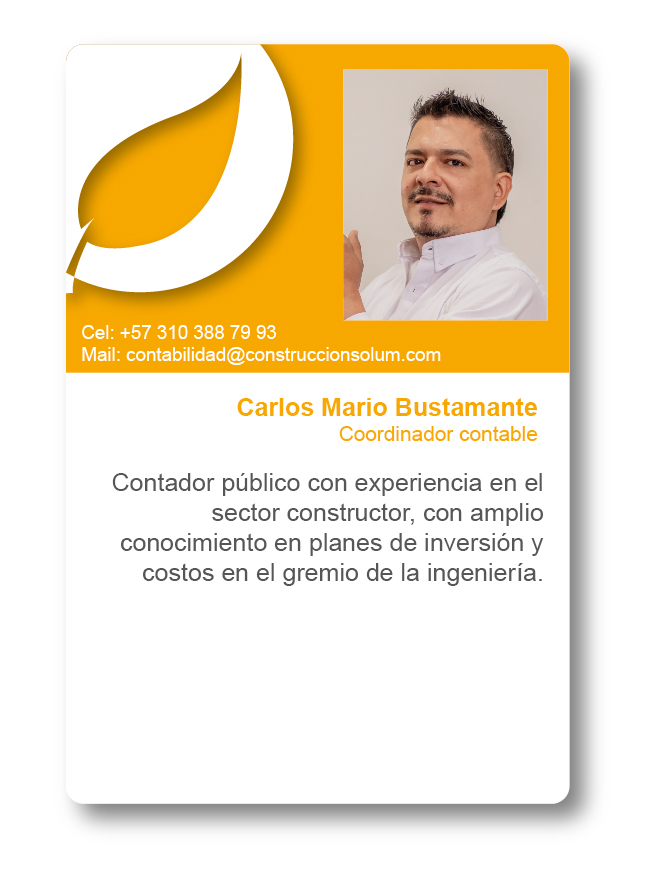 Cel: +57 310 388 79 93
Mail: contabilidad@construccionsolum.com
Carlos Mario Bustamante
Coordinador contable
Contador público con experiencia en el
sector constructor, con amplio
conocimiento en planes de inversión y
costos en el gremio de la ingeniería.